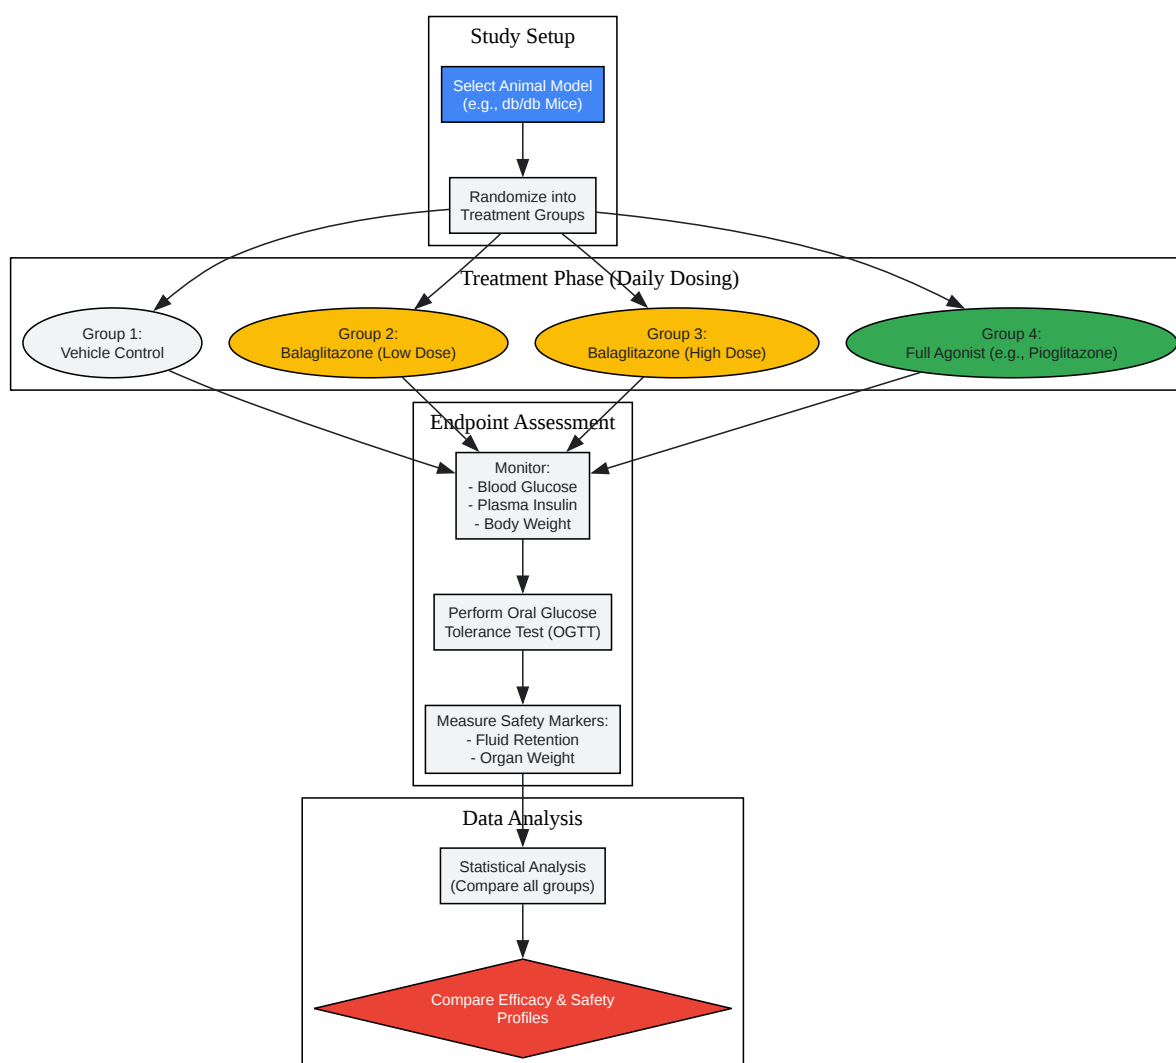 Study Setup
Select Animal Model
(e.g., db/db Mice)
Randomize into
Treatment Groups
Treatment Phase (Daily Dosing)
Group 1:
Vehicle Control
Group 2:
Balaglitazone (Low Dose)
Group 3:
Balaglitazone (High Dose)
Group 4:
Full Agonist (e.g., Pioglitazone)
Endpoint Assessment
Monitor:
- Blood Glucose
- Plasma Insulin
- Body Weight
Perform Oral Glucose
Tolerance Test (OGTT)
Measure Safety Markers:
- Fluid Retention
- Organ Weight
Data Analysis
Statistical Analysis
(Compare all groups)
Compare Efficacy & Safety
Profiles